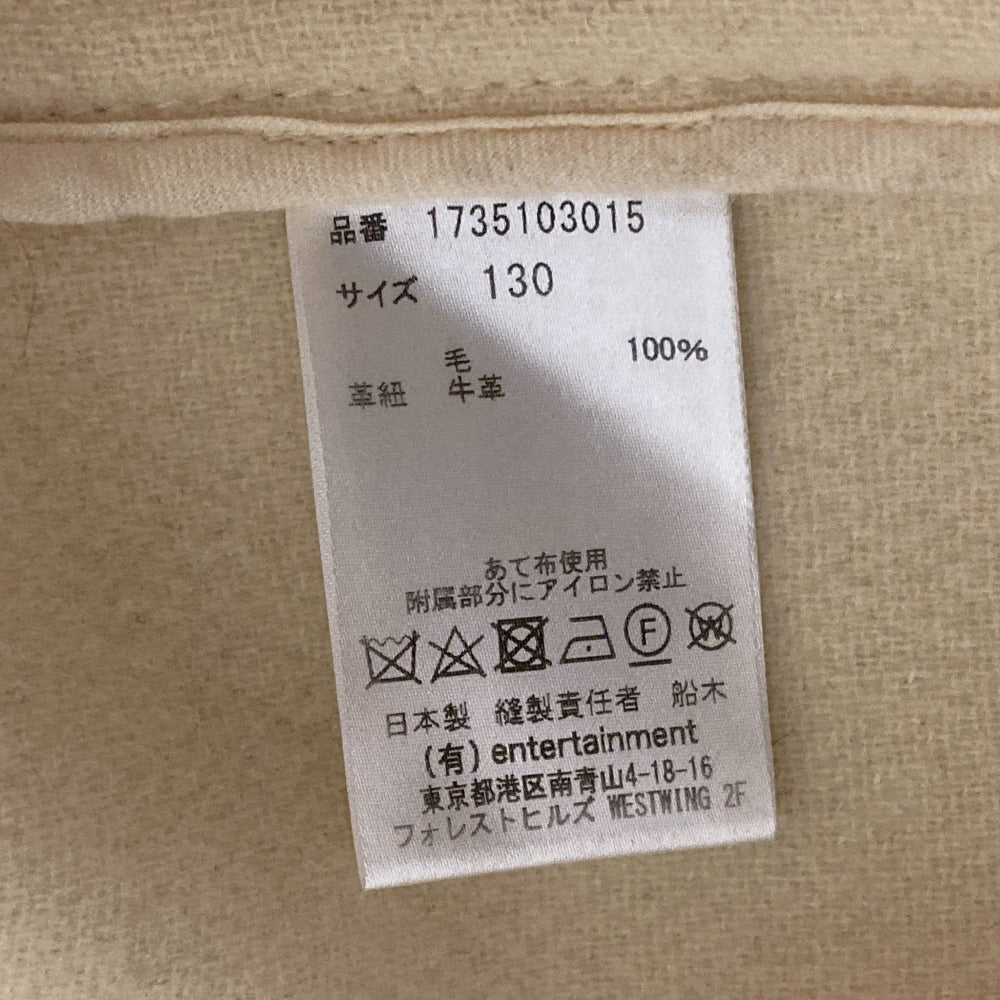 品番 1735103015
サイズ 130
毛 100%
革紐 牛革
あて布使用
附属部分にアイロン禁止
F W
日本製 縫製責任者 船木
(有) entertainment
東京都港区南青山4-18-16
フォレストヒルズ WESTWING 2F